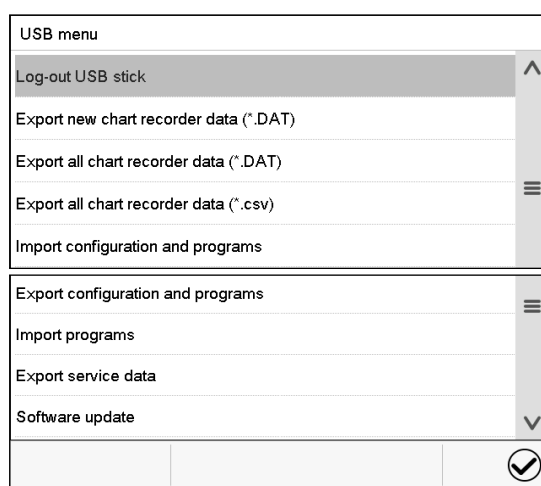 USB menu
Log-out USB stick
Export new chart recorder data (*.DAT)
Export all chart recorder data (*.DAT)
Export all chart recorder data (*.csv)
Import configuration and programs
Export configuration and programs
Import programs
Export service data
Software update